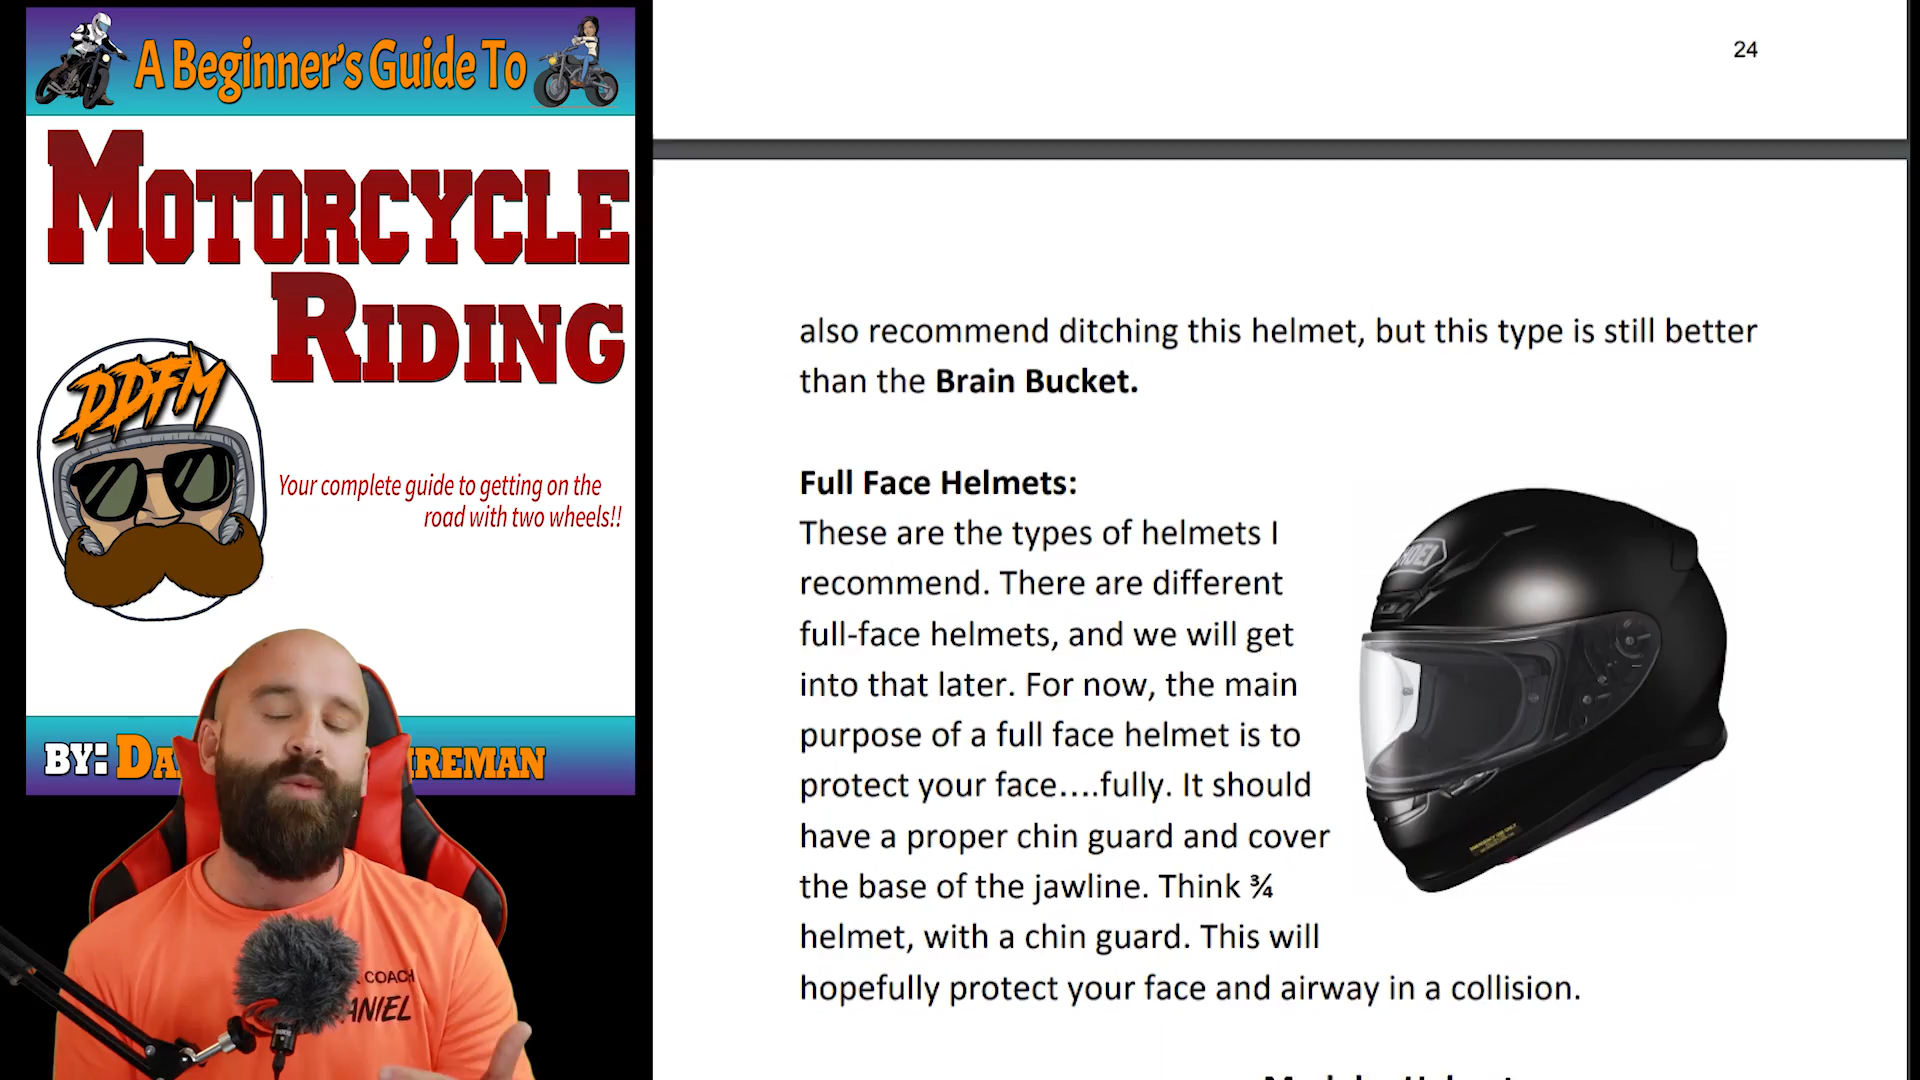 A Beginner's Guide To
MOTORCYCLE
RIDING
DDFM
Your complete guide to getting on the
road with two wheels!!
BY:
COACH
24
also recommend ditching this helmet, but this type is still better
than the Brain Bucket.
Full Face Helmets:
These are the types of helmets I
recommend. There are different
full-face helmets, and we will get
into that later. For now, the main
purpose of a full face helmet is to
protect your face....fully. It should
have a proper chin guard and cover
the base of the jawline. Think ¾
helmet, with a chin guard. This will
hopefully protect your face and airway in a collision.